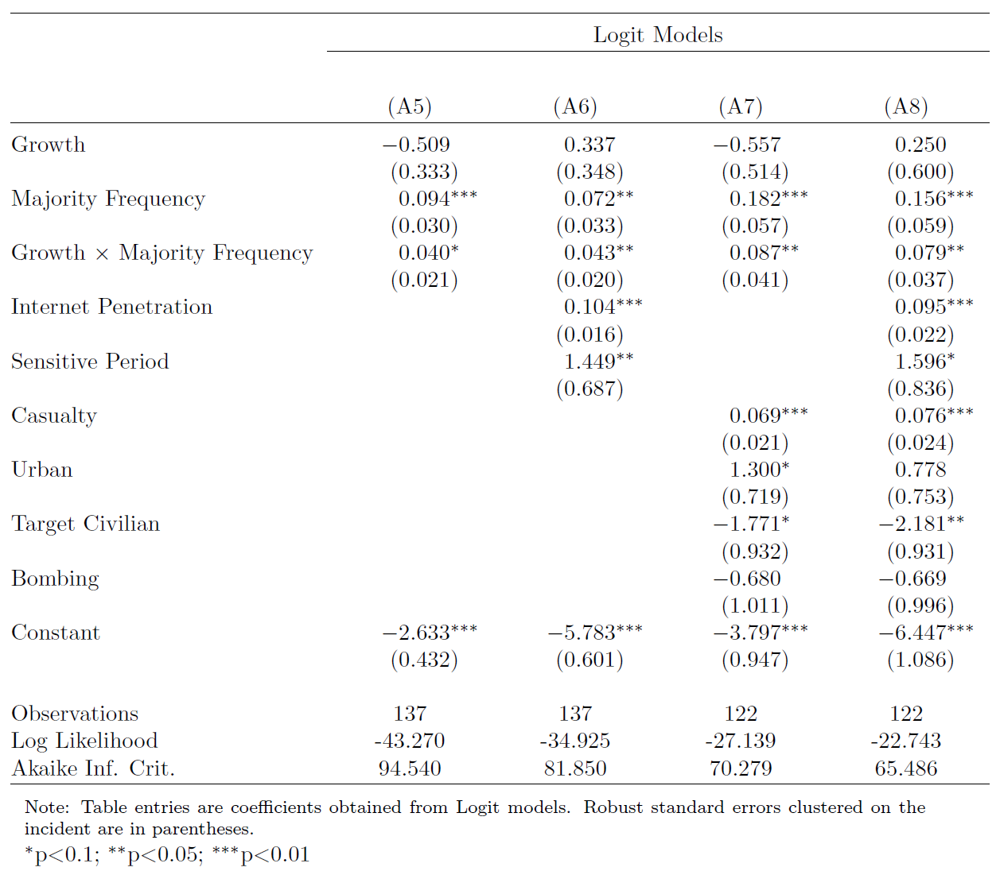 Logit Models
(A5) (A6) (A7) (A8)
Growth −0.509 0.337 −0.557 0.250
(0.333) (0.348) (0.514) (0.600)
Majority Frequency 0.094*** 0.072** 0.182*** 0.156***
(0.030) (0.033) (0.057) (0.059)
Growth × Majority Frequency 0.040* 0.043** 0.087** 0.079**
(0.021) (0.020) (0.041) (0.037)
Internet Penetration 0.104*** 0.095***
(0.016) (0.022)
Sensitive Period 1.449** 1.596*
(0.687) (0.836)
Casualty 0.069*** 0.076***
(0.021) (0.024)
Urban 1.300* 0.778
(0.719) (0.753)
Target Civilian −1.771* −2.181**
(0.932) (0.931)
Bombing −0.680 −0.669
(1.011) (0.996)
Constant −2.633*** −5.783*** −3.797*** −6.447***
(0.432) (0.601) (0.947) (1.086)
Observations 137 137 122 122
Log Likelihood -43.270 -34.925 -27.139 -22.743
Akaike Inf. Crit. 94.540 81.850 70.279 65.486
Note: Table entries are coefficients obtained from Logit models. Robust standard errors clustered on the
incident are in parentheses.
*p<0.1; **p<0.05; ***p<0.01